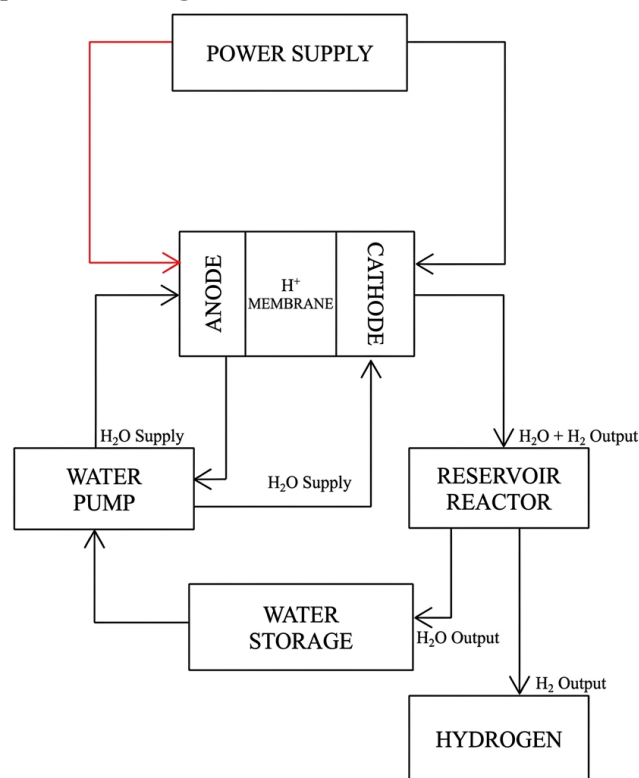 POWER SUPPLY
ANODE
H⁺
MEMBRANE
CATHODE
H₂O Supply
H₂O + H₂ Output
WATER
PUMP
H₂O Supply
RESERVOIR
REACTOR
WATER
STORAGE
H₂O Output
H₂ Output
HYDROGEN